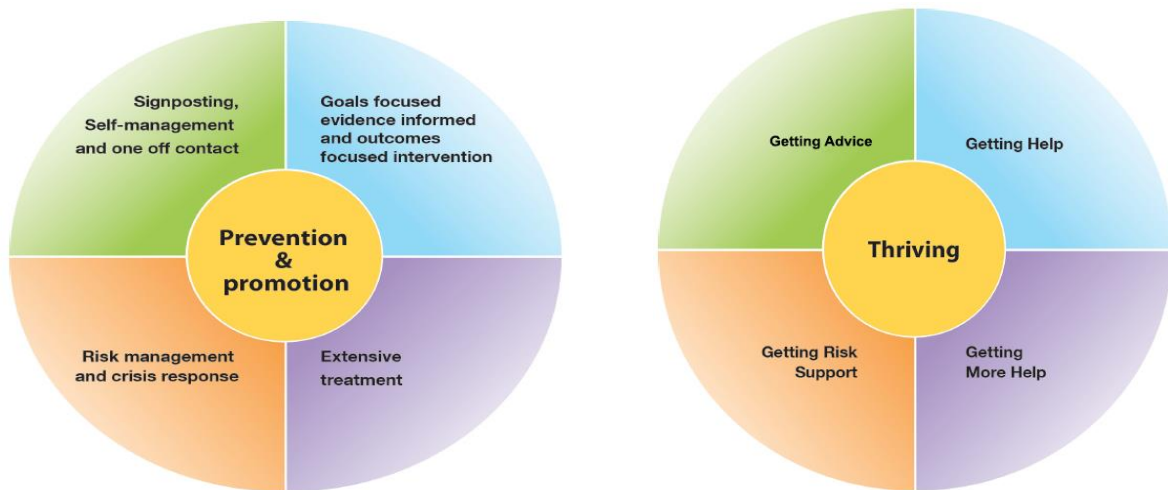 Signposting,
Self-management
and one off contact
Goals focused
evidence informed
and outcomes
focused intervention
Prevention
&
promotion
Risk management
and crisis response
Extensive
treatment
Getting Advice
Getting Help
Thriving
Getting Risk
Support
Getting
More Help